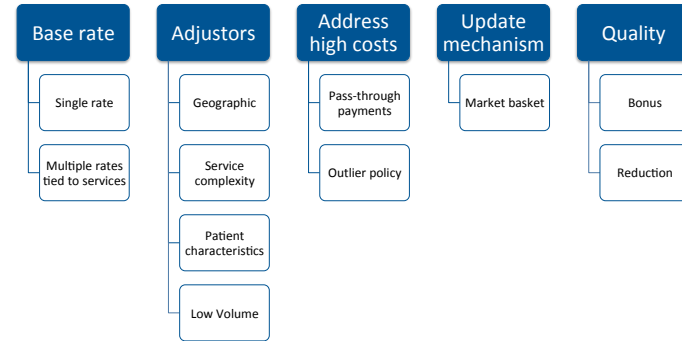 Base rate
Single rate
Multiple rates
tied to services
Adjustors
Geographic
Service
complexity
Patient
characteristics
Low Volume
Address
high costs
Pass-through
payments
Outlier policy
Update
mechanism
Market basket
Quality
Bonus
Reduction